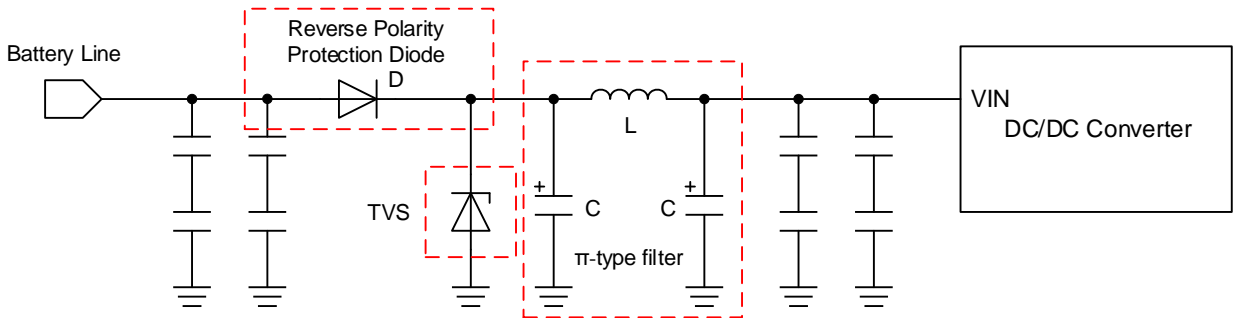 Reverse Polarity
Protection Diode
D
Battery Line
VIN
DC/DC Converter
L
TVS
+
C
+
C
π-type filter